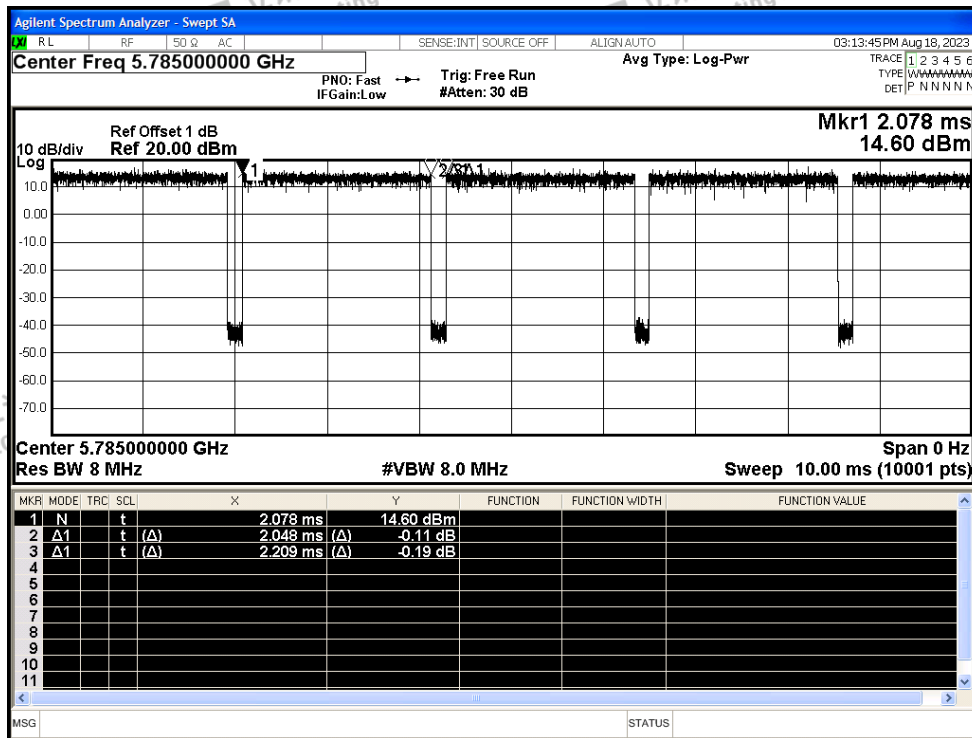 Agilent Spectrum Analyzer - Swept SA
LXI RL RF 50 Ω AC SENSE:INT SOURCE OFF ALIGN AUTO 03:13:45 PM Aug 18, 2023
Center Freq 5.785000000 GHz Avg Type: Log-Pwr TRACE 1 2 3 4 5 6
PNO: Fast Trig: Free Run TYPE
IFGain:Low #Atten: 30 dB DET P N N N N N
Mkr1 2.078 ms
Ref Offset 1 dB 14.60 dBm
10 dB/div Ref 20.00 dBm
Log
1
10.0
0.00
-10.0
-20.0
-30.0
-40.0
-50.0
-60.0
-70.0
Center 5.785000000 GHz Span 0 Hz
Res BW 8 MHz #VBW 8.0 MHz Sweep 10.00 ms (10001 pts)
MKR MODE TRC SCL X Y FUNCTION FUNCTION WIDTH FUNCTION VALUE
1 N t 2.078 ms 14.60 dBm
2 Δ1 t (Δ) 2.048 ms (Δ) -0.11 dB
3 Δ1 t (Δ) 2.209 ms (Δ) -0.19 dB
4
5
6
7
8
9
10
11
MSG STATUS